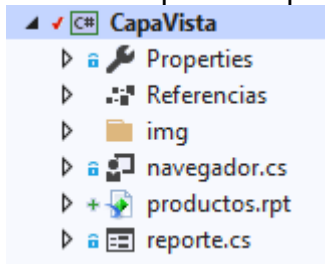 C# CapaVista
Properties
Referencias
img
navegador.cs
productos.rpt
reporte.cs